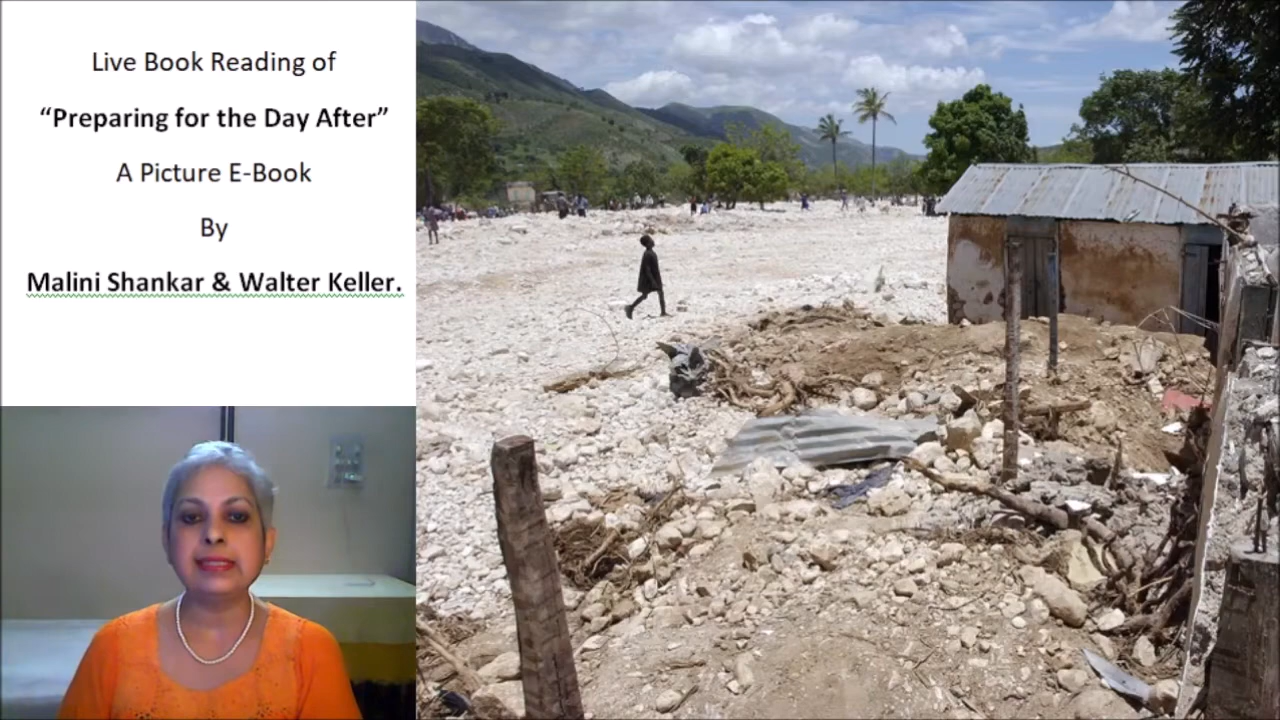 Live Book Reading of
“Preparing for the Day After”
A Picture E-Book
By
Malini Shankar & Walter Keller.